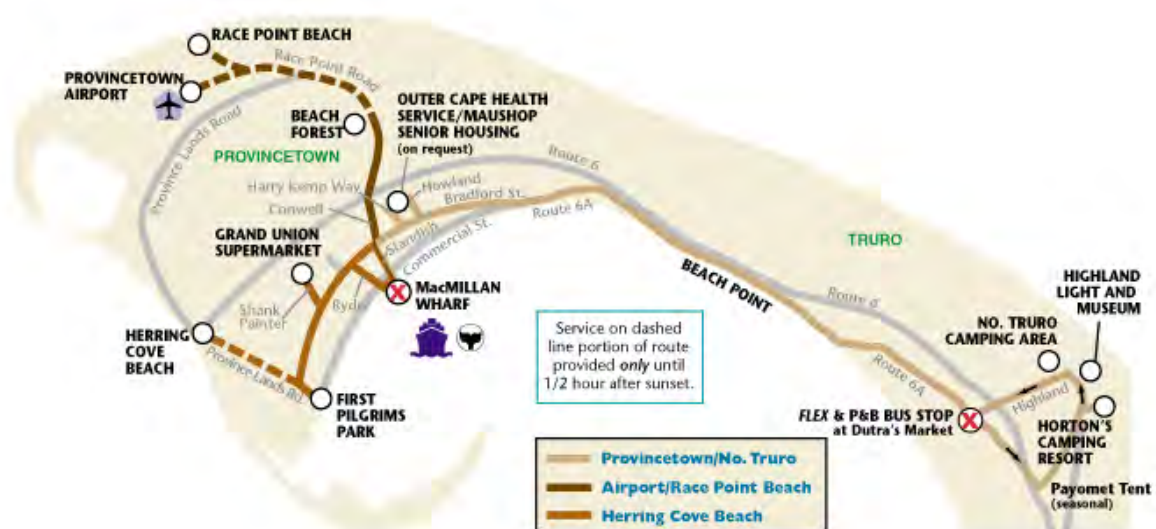 RACE POINT BEACH
Race Point Road
PROVINCETOWN
AIRPORT
OUTER CAPE HEALTH
SERVICE/MAUSHOP
SENIOR HOUSING
(on request)
BEACH
FOREST
Province Lands Road
PROVINCETOWN
Route 6
Harry Kemp Way
Howland
Bradford St.
Conwell
Route 6A
Standish
Commercial St.
GRAND UNION
SUPERMARKET
TRURO
BEACH POINT
MacMILLAN
WHARF
Ryder
Shank
Painter
Route 6
HIGHLAND
LIGHT AND
MUSEUM
NO. TRURO
CAMPING AREA
HERRING
COVE
BEACH
Province Lands Rd.
Service on dashed
line portion of route
provided only until
1/2 hour after sunset.
Route 6A
Highland
FIRST
PILGRIMS
PARK
FLEX & P&B BUS STOP
at Dutra's Market
HORTON'S
CAMPING
RESORT
Payomet Tent
(seasonal)
Provincetown/No. Truro
Airport/Race Point Beach
Herring Cove Beach